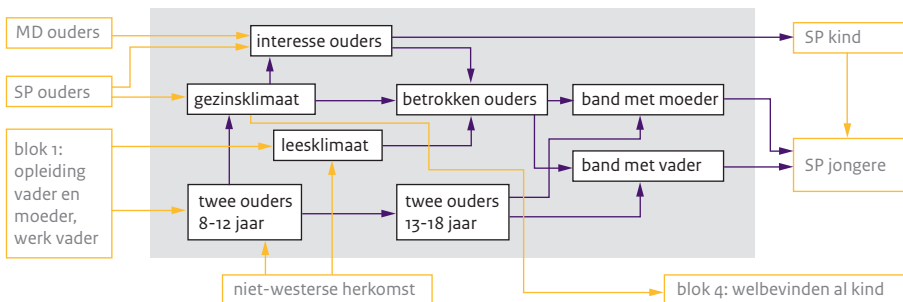 MD ouders
interesse ouders
SP kind
SP ouders
gezinsklimaat
betrokken ouders
band met moeder
blok 1:
opleiding
vader en
moeder,
werk vader
leesklimaat
band met vader
SP jongere
twee ouders
8-12 jaar
twee ouders
13-18 jaar
niet-westerse herkomst
blok 4: welbevinden al kind